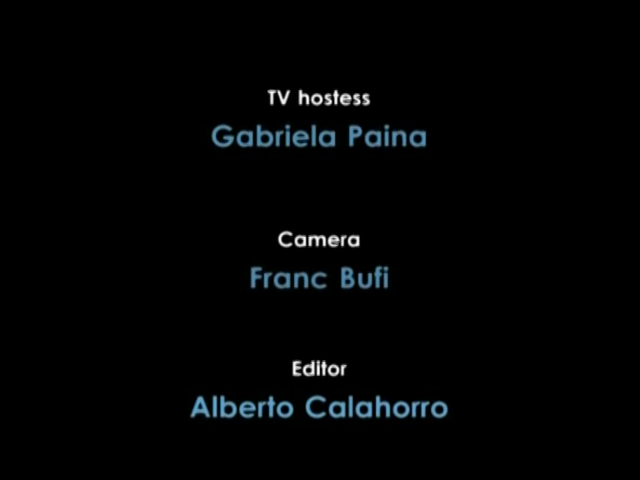 TV hostess
Gabriela Paina
Camera
Franc Bufi
Editor
Alberto Calahorro